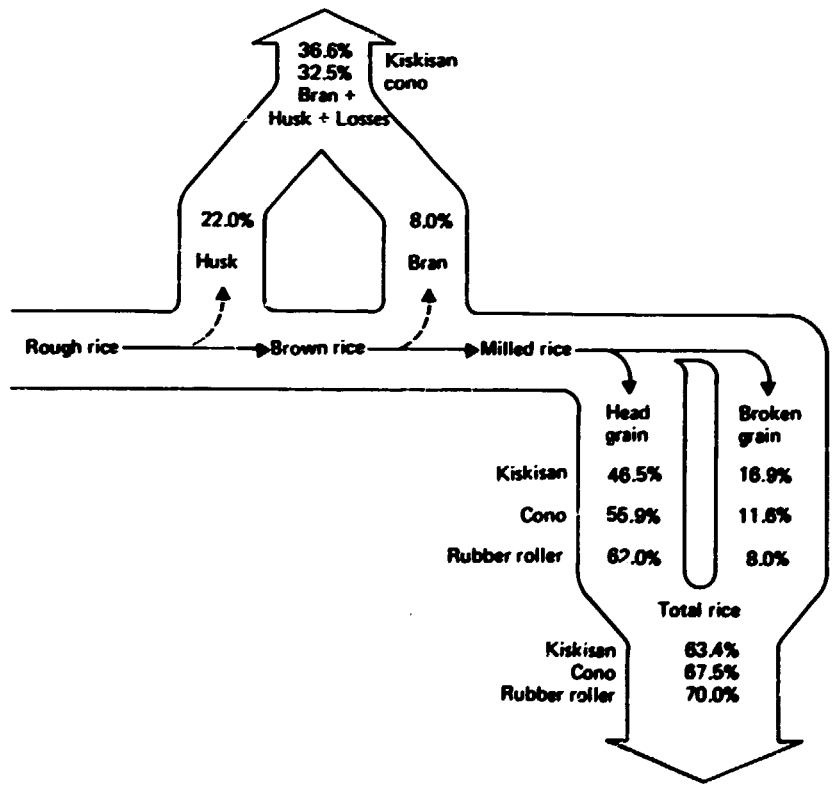 36.6% Kiskisan
32.5% cono
Bran +
Husk + Losses
22.0% 8.0%
Husk Bran
Rough rice Brown rice Milled rice
Head grain Broken grain
Kiskisan 46.5% 16.9%
Cono 55.9% 11.6%
Rubber roller 62.0% 8.0%
Total rice
Kiskisan 63.4%
Cono 67.5%
Rubber roller 70.0%